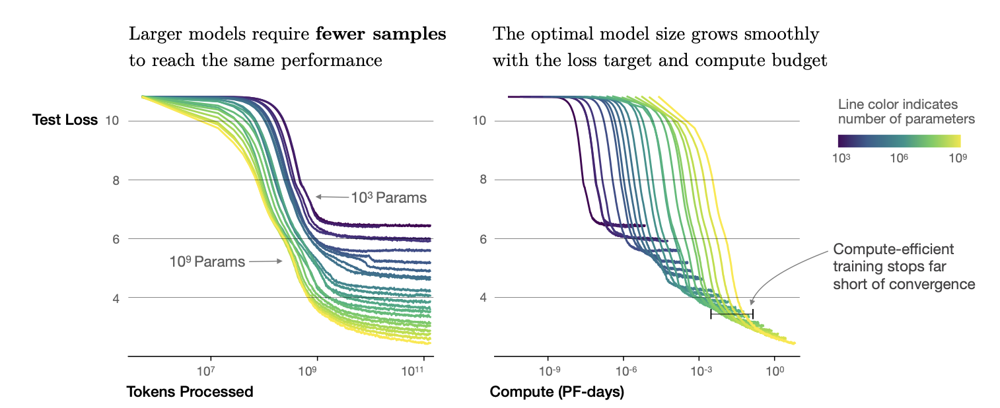 Larger models require fewer samples
to reach the same performance
The optimal model size grows smoothly
with the loss target and compute budget
Test Loss
10
8
6
4
10³ Params
10⁹ Params
10⁷
10⁹
10¹¹
Tokens Processed
10
8
6
4
10⁻⁹
10⁻⁶
10⁻³
10⁰
Compute (PF-days)
Line color indicates
number of parameters
10³
10⁶
10⁹
Compute-efficient
training stops far
short of convergence